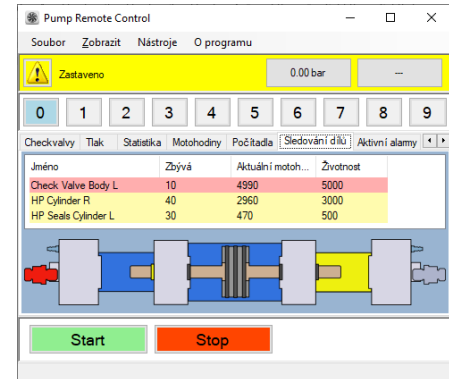 Pump Remote Control
Soubor Zobrazit Nástroje O programu
Zastaveno 0.00 bar ---
0 1 2 3 4 5 6 7 8 9
Checkvalvy Tlak Statistika Motohodiny Počítadla Sledování dílů Aktivní alarmy
Jméno Zbývá Aktuální motoh... Životnost
Check Valve Body L 10 4990 5000
HP Cylinder R 40 2960 3000
HP Seals Cylinder L 30 470 500
Start Stop